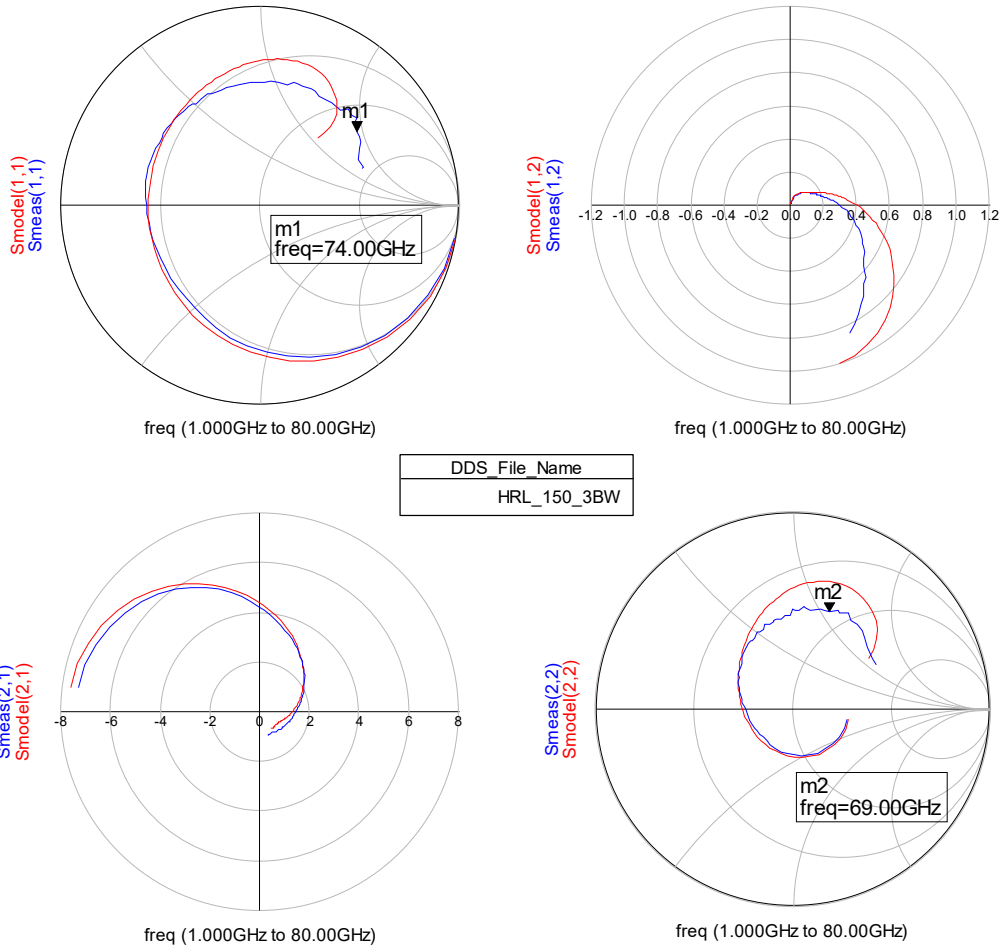 Smodel(1,1)
Smeas(1,1)
m1
m1
freq=74.00GHz
freq (1.000GHz to 80.00GHz)
Smodel(1,2)
Smeas(1,2)
-1.2 -1.0 -0.8 -0.6 -0.4 -0.2 0.0 0.2 0.4 0.6 0.8 1.0 1.2
freq (1.000GHz to 80.00GHz)
DDS_File_Name
HRL_150_3BW
Smeas(2,1)
Smodel(2,1)
-8 -6 -4 -2 0 2 4 6 8
freq (1.000GHz to 80.00GHz)
Smeas(2,2)
Smodel(2,2)
m2
m2
freq=69.00GHz
freq (1.000GHz to 80.00GHz)